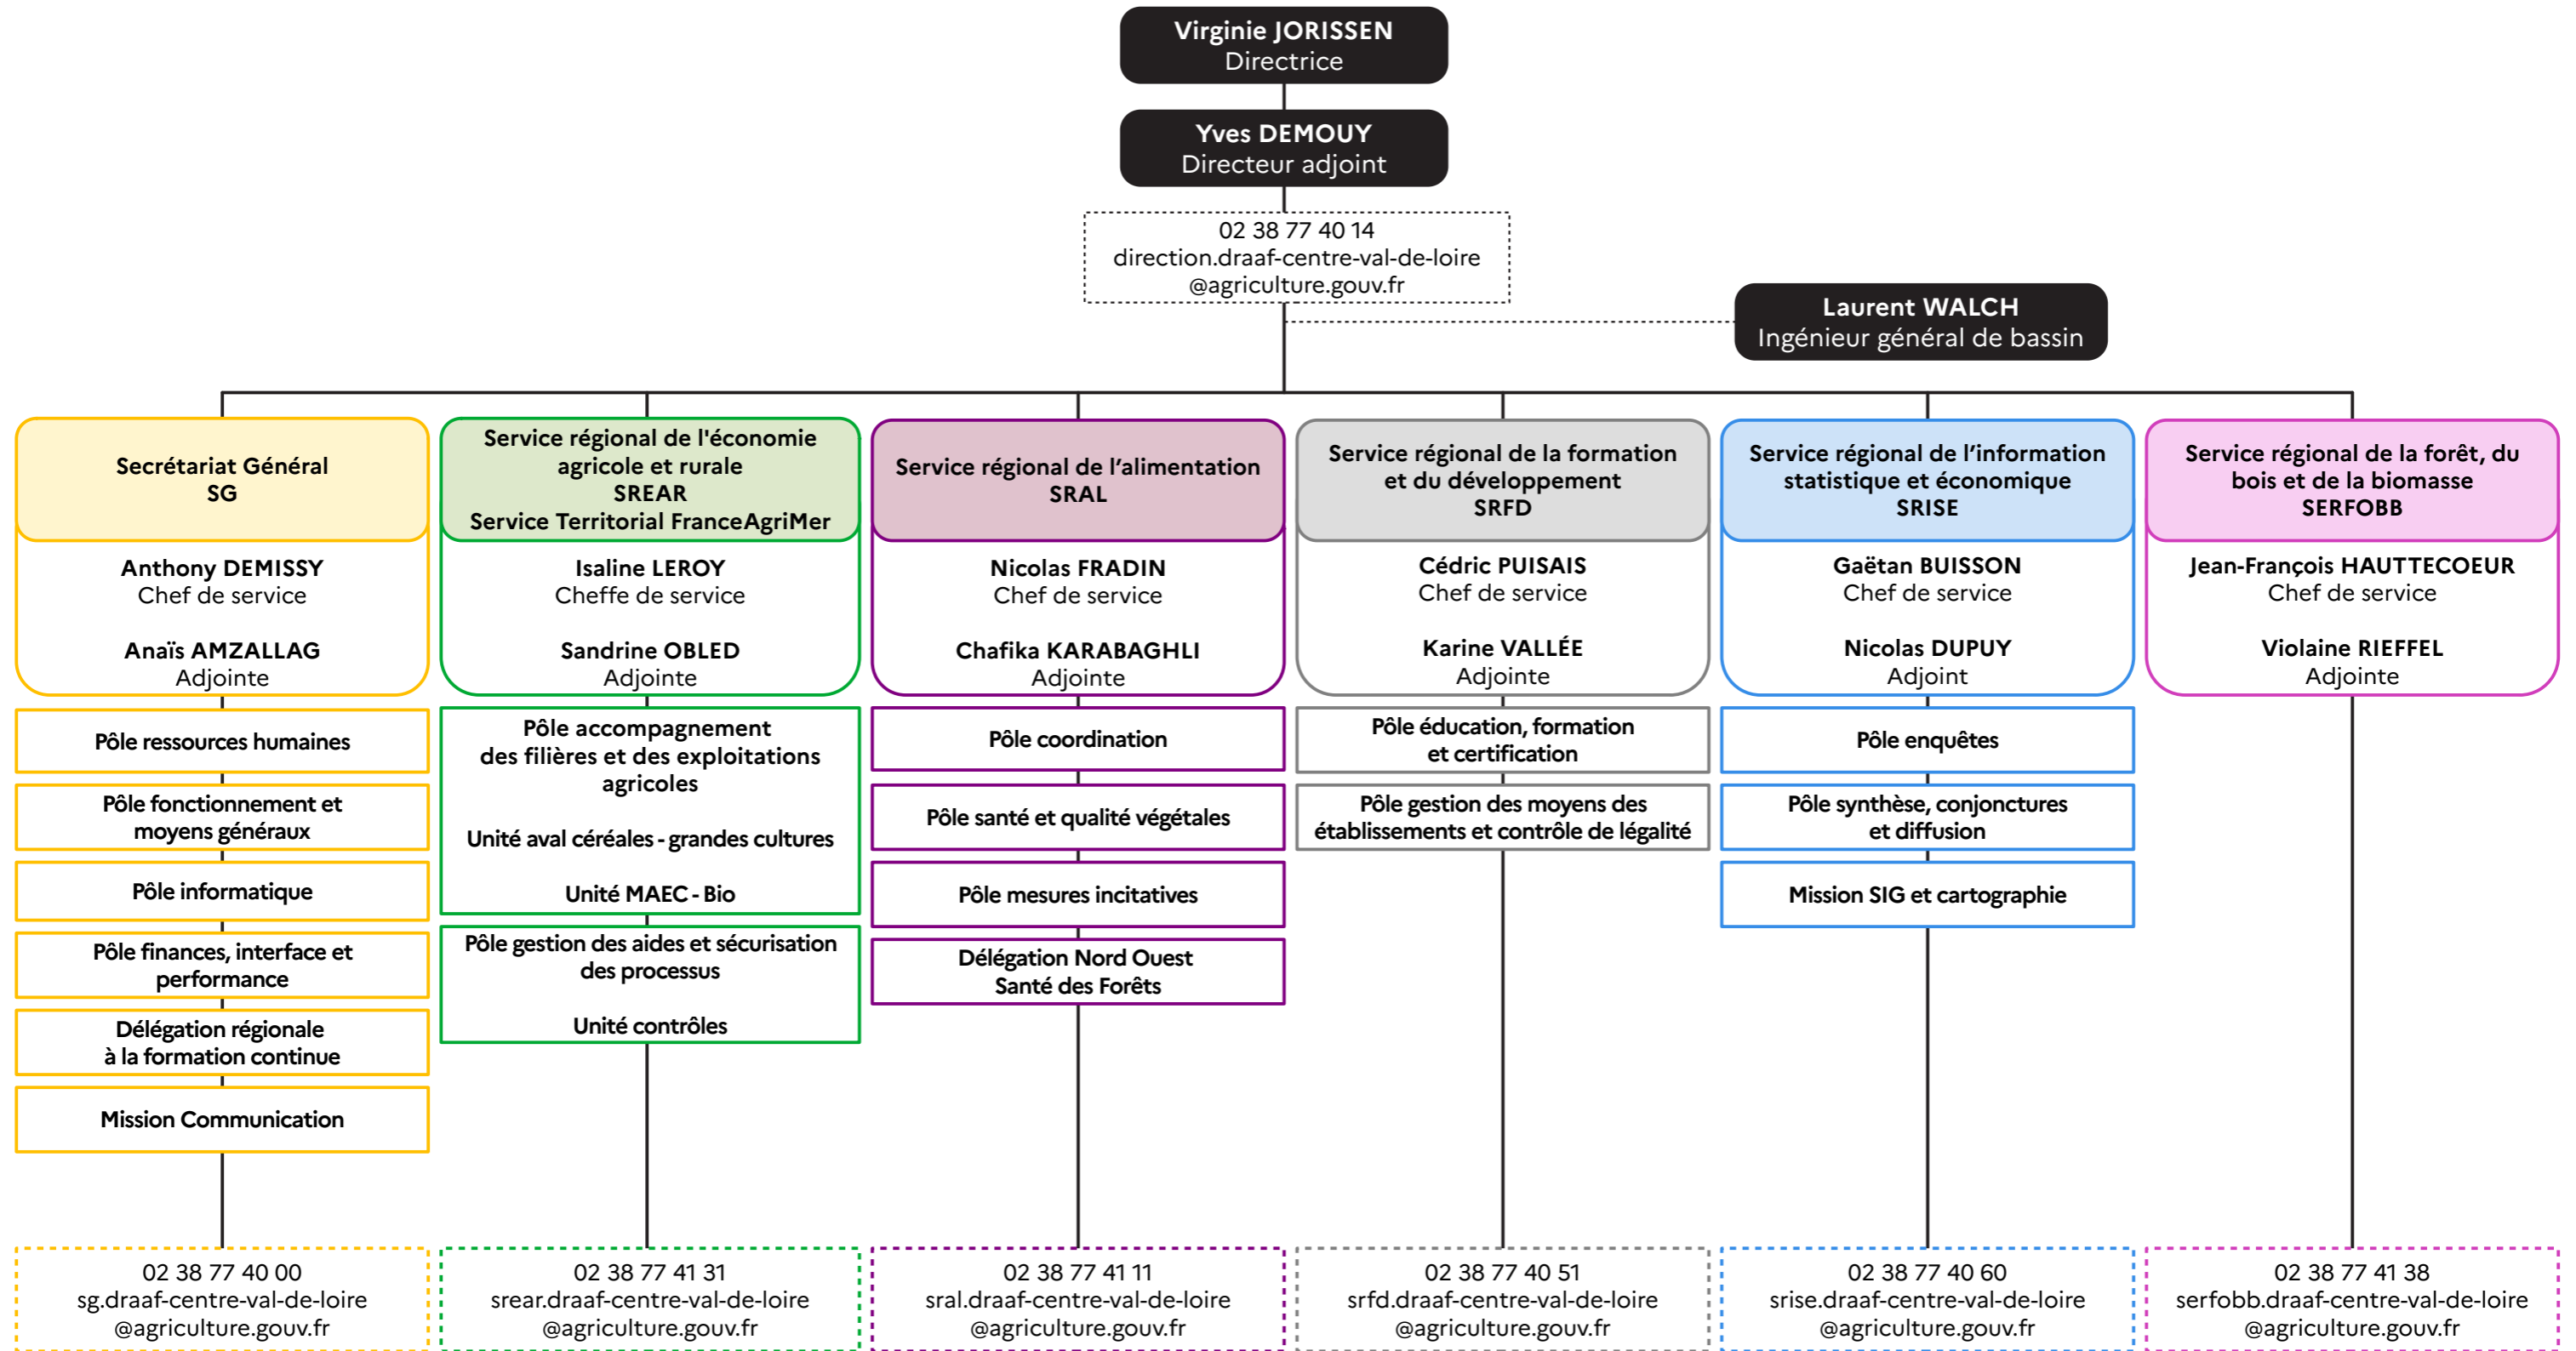 Virginie JORISSEN
Directrice
Yves DEMOUY
Directeur adjoint
02 38 77 40 14
direction.draaf-centre-val-de-loire
@agriculture.gouv.fr
Laurent WALCH
Ingénieur général de bassin
Secrétariat Général
SG
Anthony DEMISSY
Chef de service
Anaïs AMZALLAG
Adjointe
Pôle ressources humaines
Pôle fonctionnement et
moyens généraux
Pôle informatique
Pôle finances, interface et
performance
Délégation régionale
à la formation continue
Mission Communication
02 38 77 40 00
sg.draaf-centre-val-de-loire
@agriculture.gouv.fr
Service régional de l'économie
agricole et rurale
SREAR
Service Territorial FranceAgriMer
Isaline LEROY
Cheffe de service
Sandrine OBLED
Adjointe
Pôle accompagnement
des filières et des exploitations
agricoles
Unité aval céréales - grandes cultures
Unité MAEC - Bio
Pôle gestion des aides et sécurisation
des processus
Unité contrôles
02 38 77 41 31
srear.draaf-centre-val-de-loire
@agriculture.gouv.fr
Service régional de l’alimentation
SRAL
Nicolas FRADIN
Chef de service
Chafika KARABAGHLI
Adjointe
Pôle coordination
Pôle santé et qualité végétales
Pôle mesures incitatives
Délégation Nord Ouest
Santé des Forêts
02 38 77 41 11
sral.draaf-centre-val-de-loire
@agriculture.gouv.fr
Service régional de la formation
et du développement
SRFD
Cédric PUISAIS
Chef de service
Karine VALLÉE
Adjointe
Pôle éducation, formation
et certification
Pôle gestion des moyens des
établissements et contrôle de légalité
02 38 77 40 51
srfd.draaf-centre-val-de-loire
@agriculture.gouv.fr
Service régional de l’information
statistique et économique
SRISE
Gaëtan BUISSON
Chef de service
Nicolas DUPUY
Adjoint
Pôle enquêtes
Pôle synthèse, conjonctures
et diffusion
Mission SIG et cartographie
02 38 77 40 60
srise.draaf-centre-val-de-loire
@agriculture.gouv.fr
Service régional de la forêt, du
bois et de la biomasse
SERFOBB
Jean-François HAUTTECOEUR
Chef de service
Violaine RIEFFEL
Adjointe
02 38 77 41 38
serfobb.draaf-centre-val-de-loire
@agriculture.gouv.fr